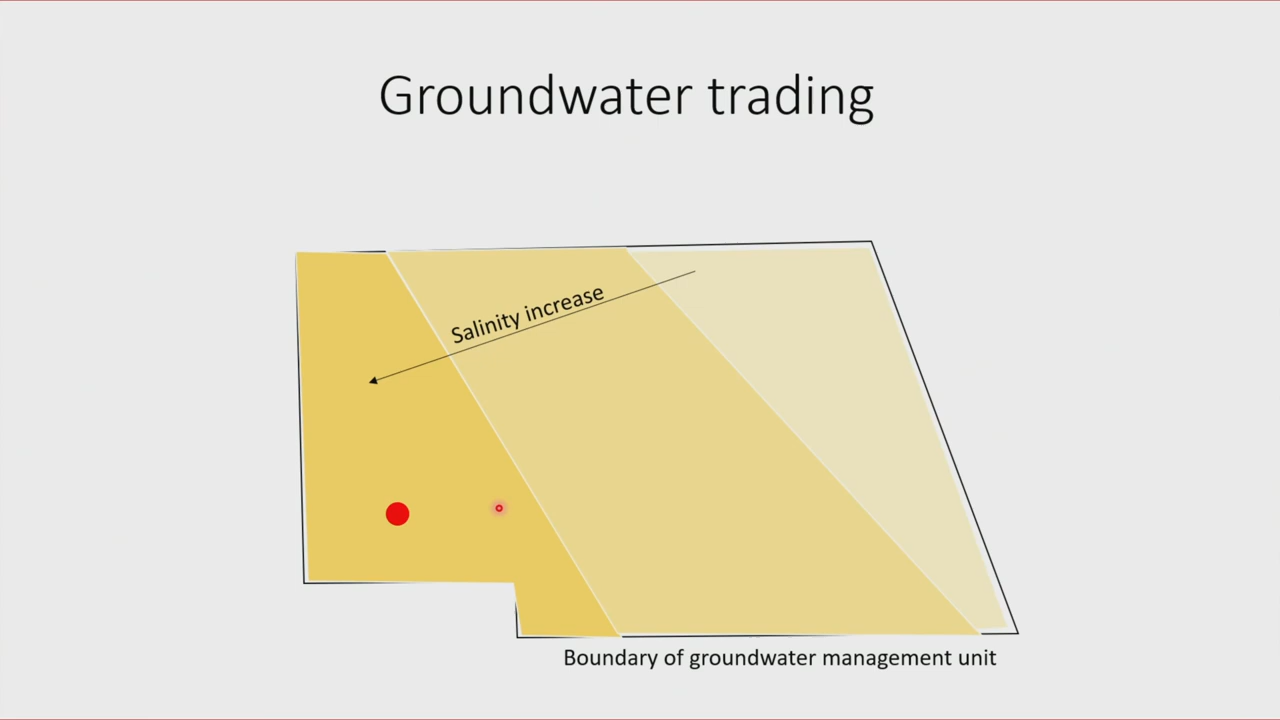 Groundwater trading
Salinity increase
Boundary of groundwater management unit